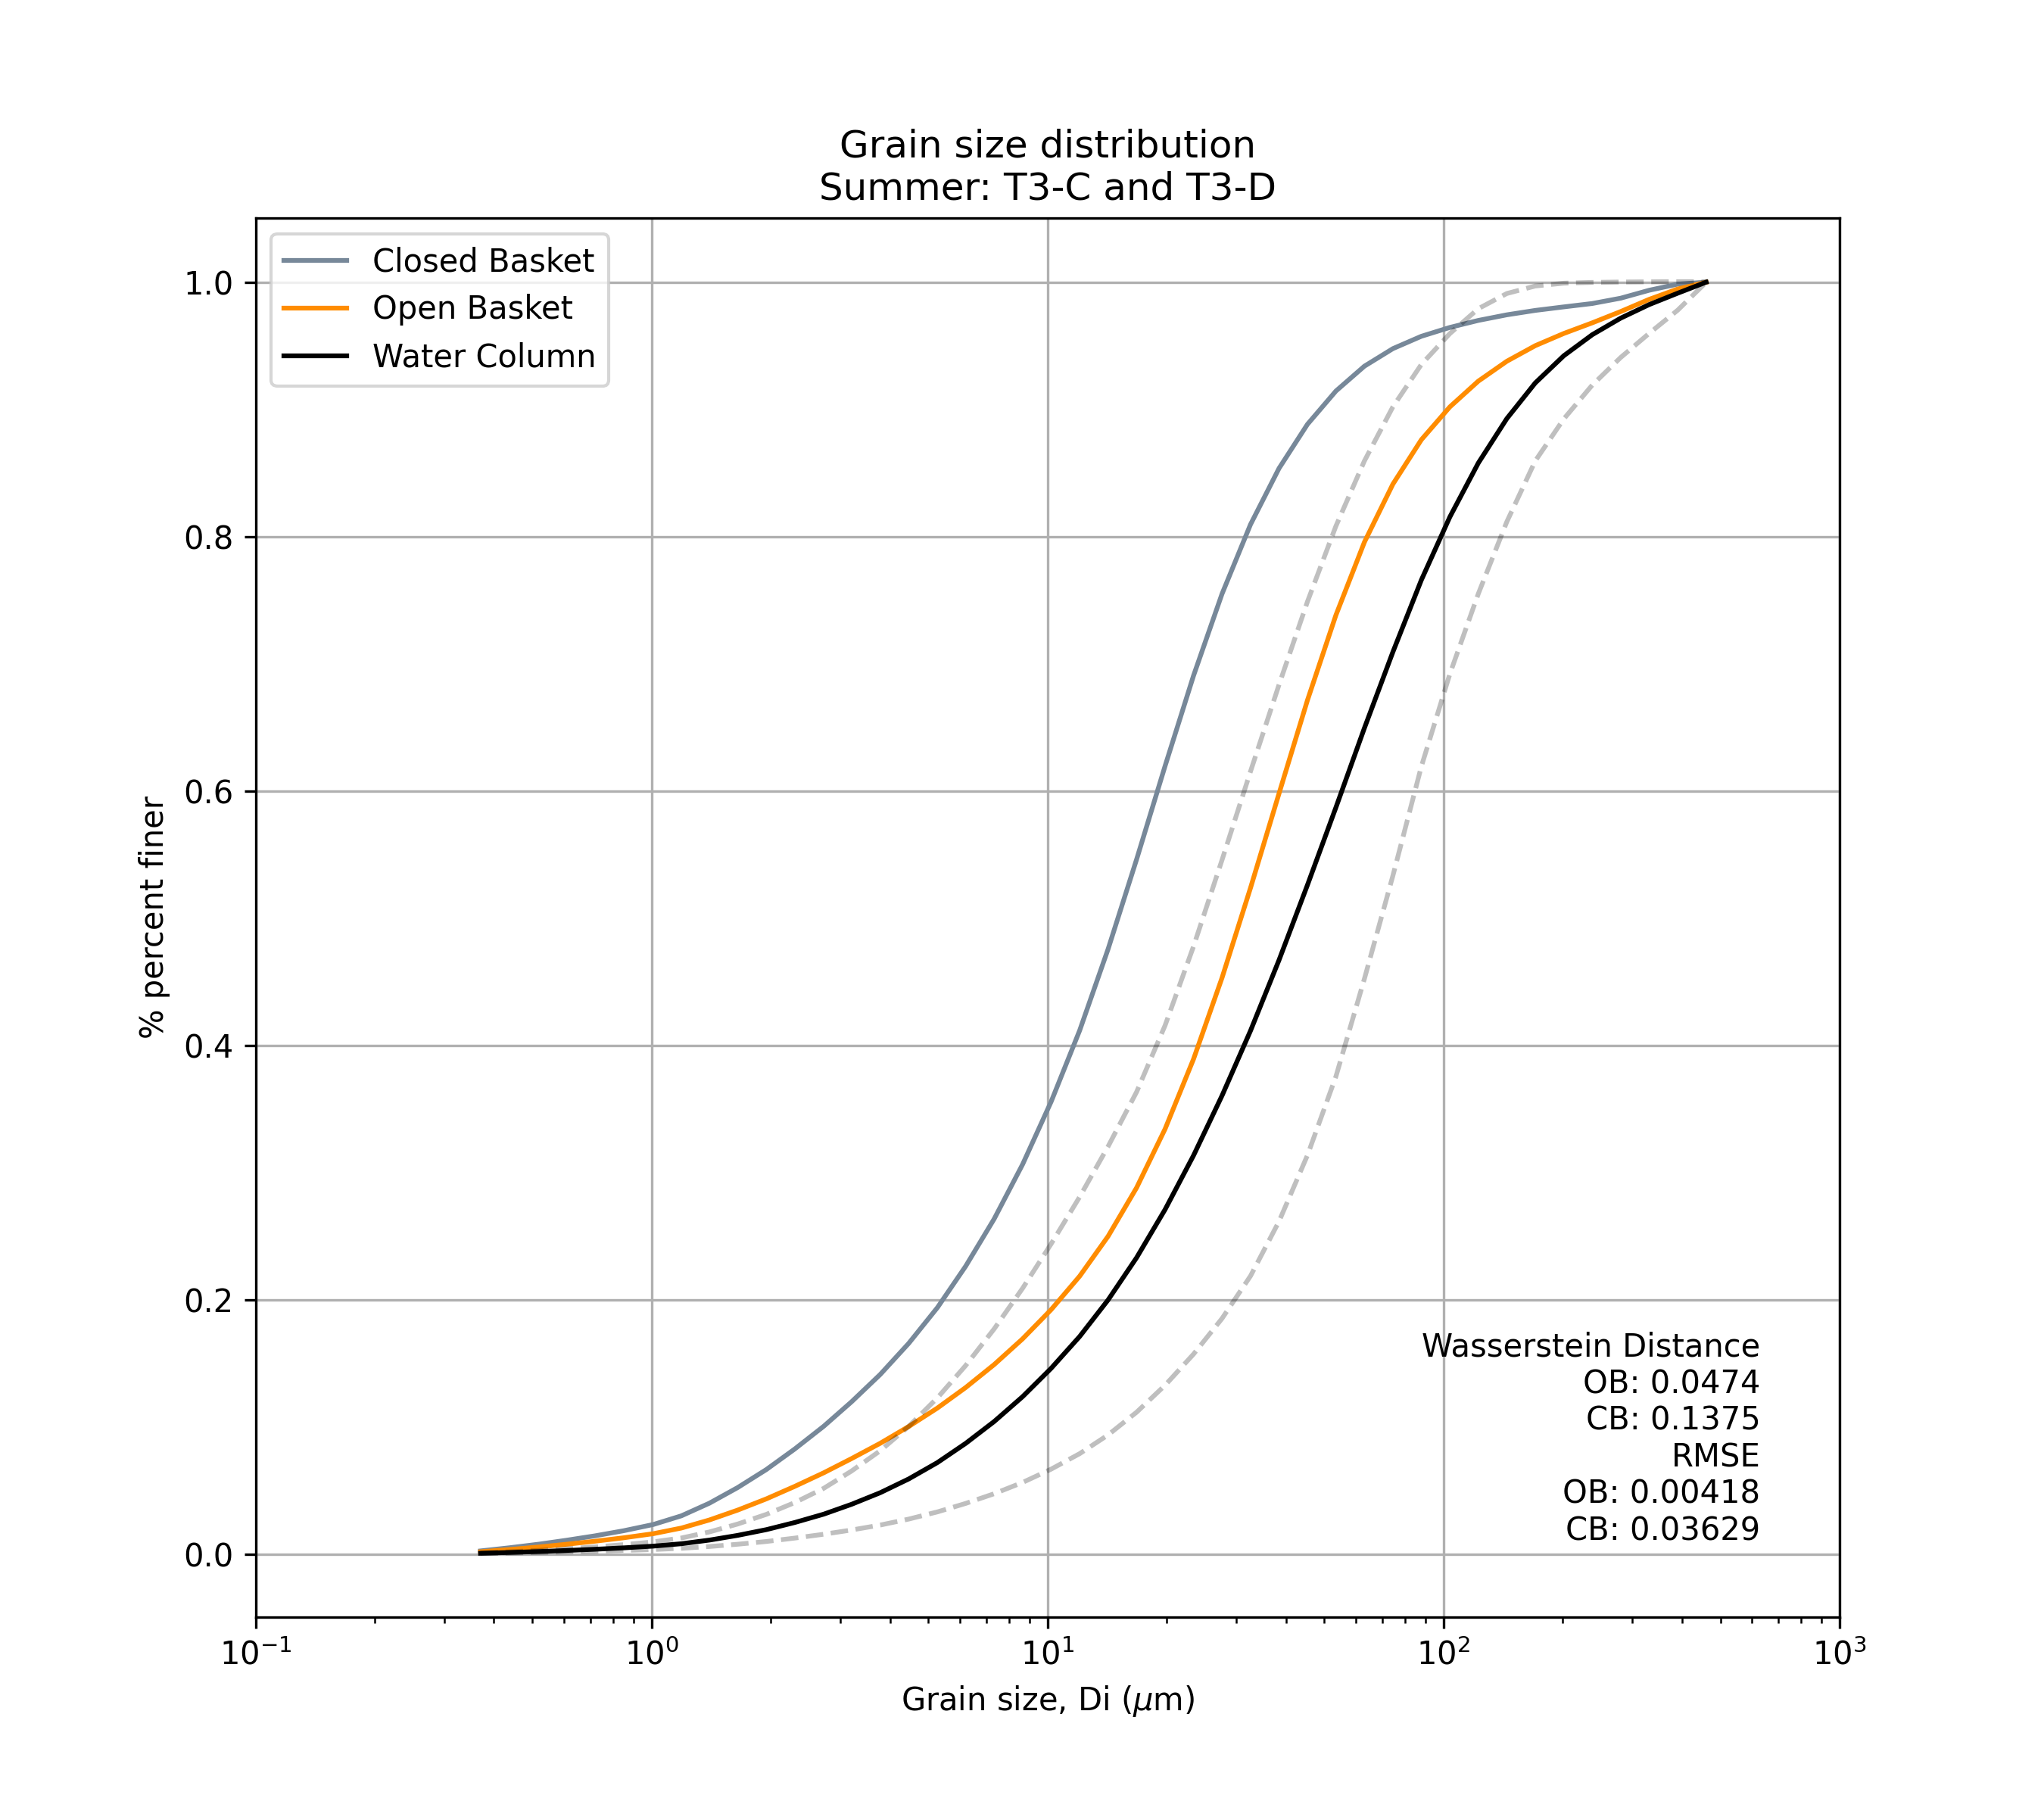 Grain size distribution
Summer: T3-C and T3-D
Closed Basket
Open Basket
Water Column
% percent finer
1.0
0.8
0.6
0.4
0.2
0.0
Wasserstein Distance
OB: 0.0474
CB: 0.1375
RMSE
OB: 0.00418
CB: 0.03629
10⁻¹ 10⁰ 10¹ 10² 10³
Grain size, Di (μm)